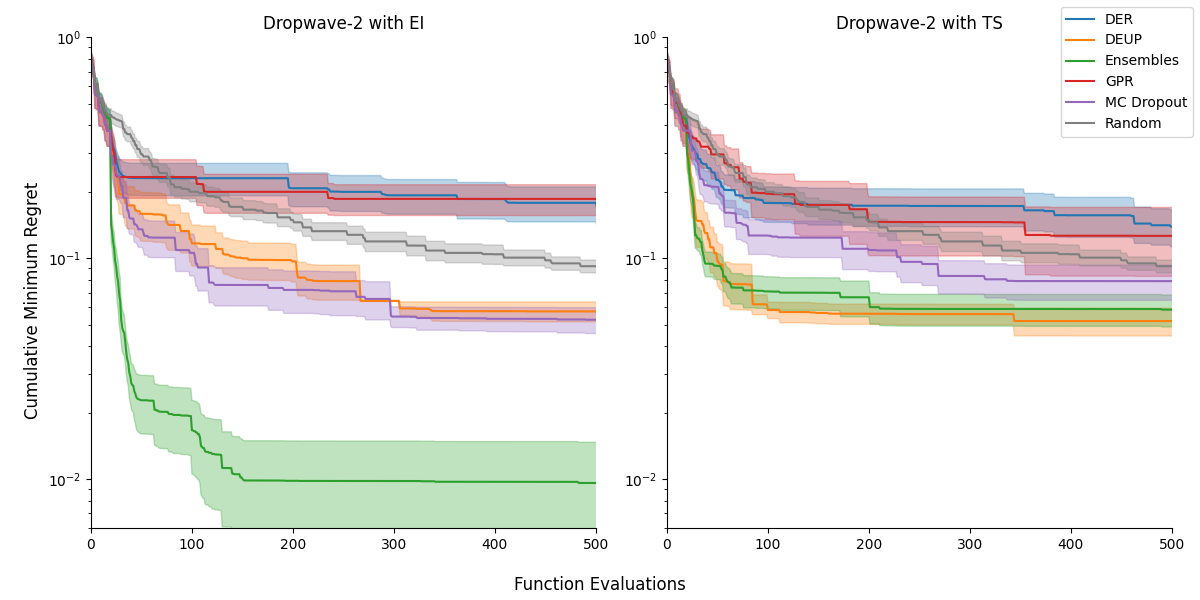 Dropwave-2 with EI
Dropwave-2 with TS
DER
DEUP
Ensembles
GPR
MC Dropout
Random
Cumulative Minimum Regret
10⁰
10⁻¹
10⁻²
0 100 200 300 400 500
10⁰
10⁻¹
10⁻²
0 100 200 300 400 500
Function Evaluations